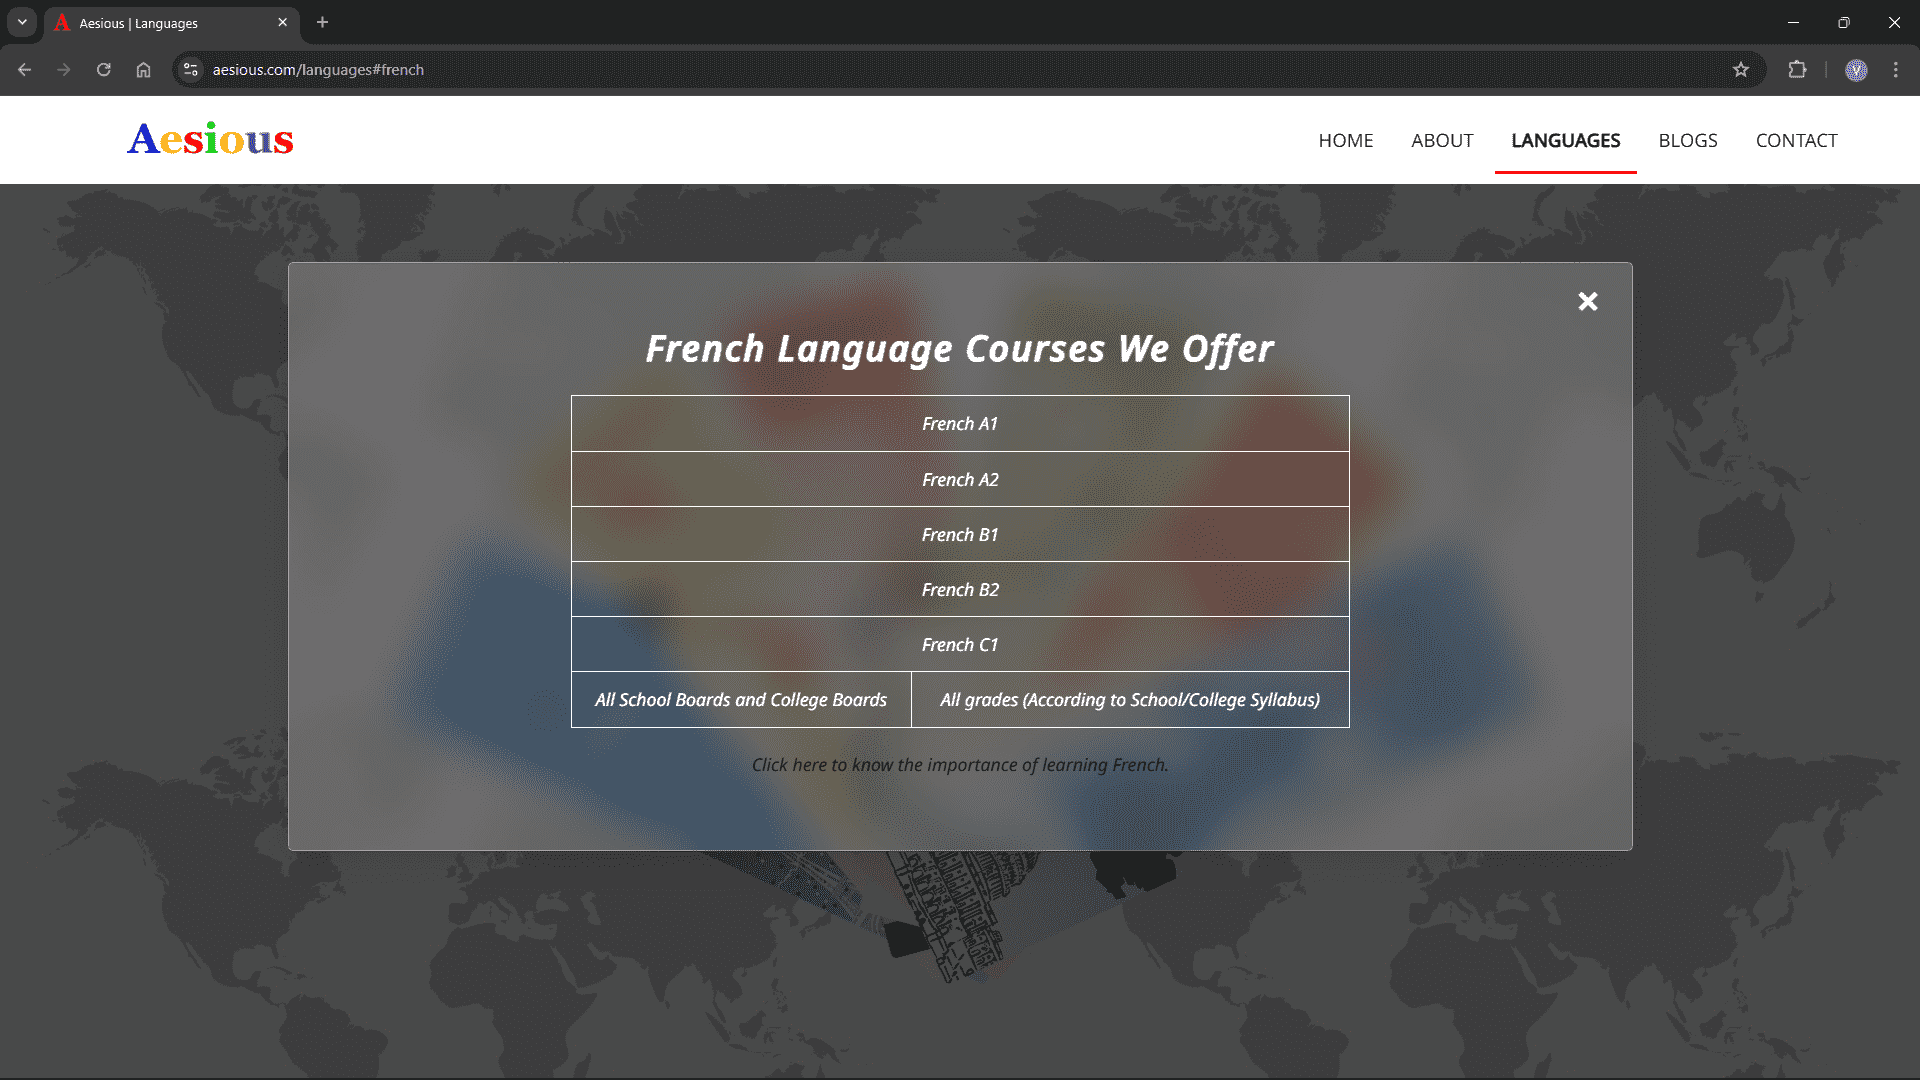 Aesious | Languages
aesious.com/languages#french
V
Aesious
HOME ABOUT LANGUAGES BLOGS CONTACT
French Language Courses We Offer
French A1
French A2
French B1
French B2
French C1
All School Boards and College Boards All grades (According to School/College Syllabus)
Click here to know the importance of learning French.